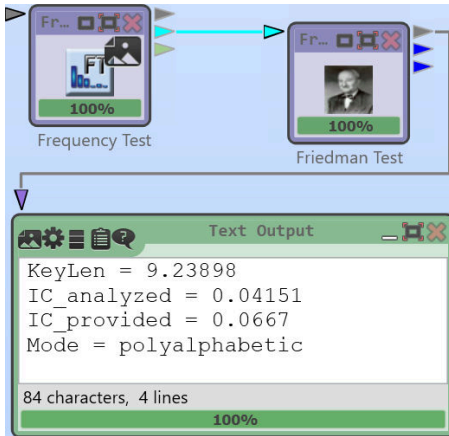 Fr...
Fr...
FT
100%
100%
Frequency Test
Friedman Test
Text Output
KeyLen = 9.23898
IC_analyzed = 0.04151
IC_provided = 0.0667
Mode = polyalphabetic
84 characters, 4 lines
100%